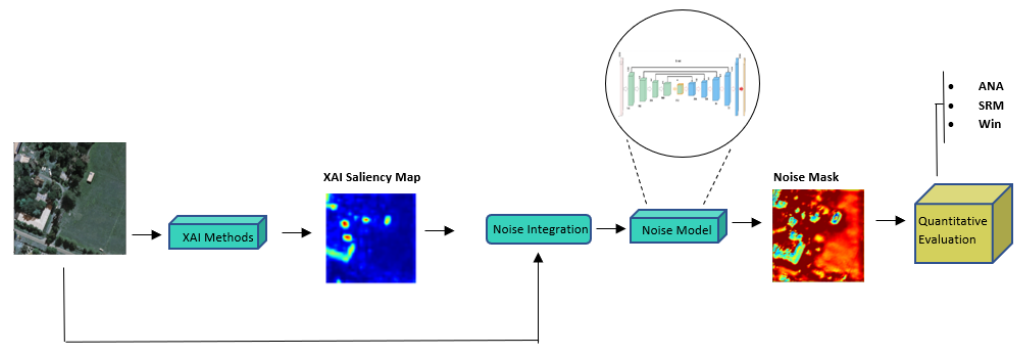 XAI Methods
XAI Saliency Map
Noise Integration
Noise Model
Noise Mask
Quantitative
Evaluation
• ANA
• SRM
• Win